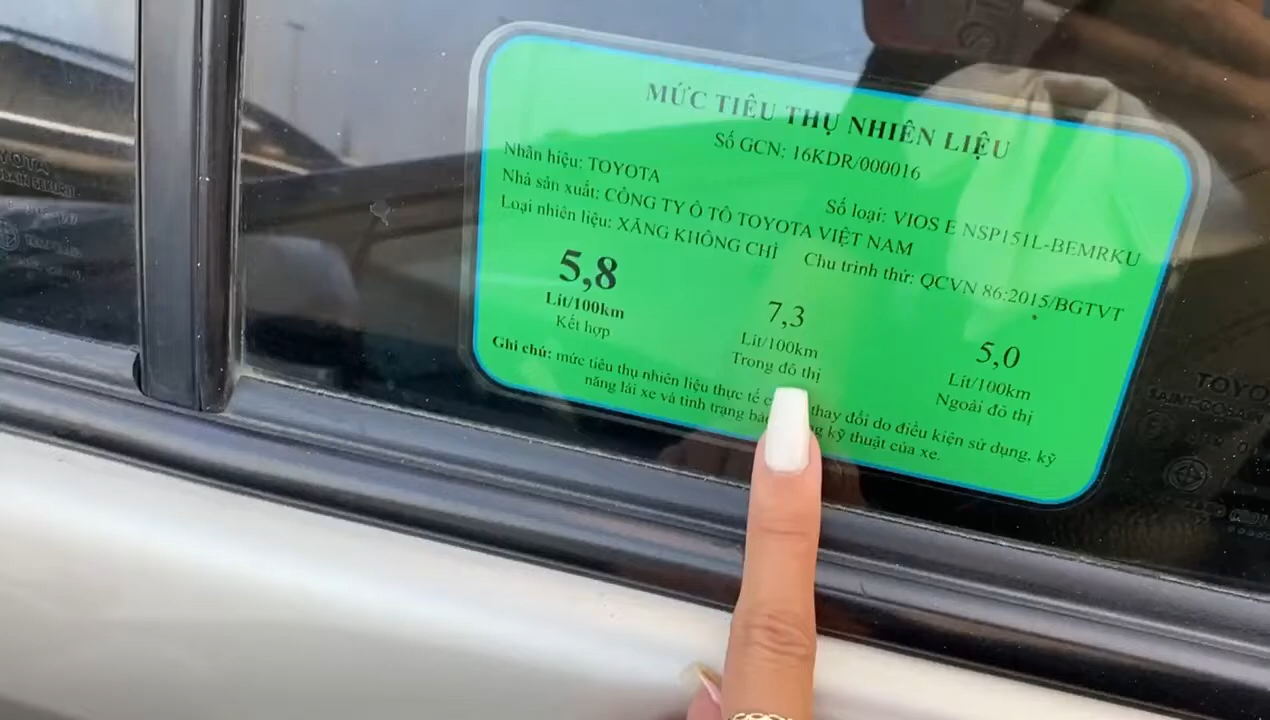 MỨC TIÊU THỤ NHIÊN LIỆU
Số GCN: 16KDR/000016
Nhãn hiệu: TOYOTA
Số loại: VIOS E NSP151L-BEMRKU
Nhà sản xuất: CÔNG TY Ô TÔ TOYOTA VIỆT NAM
Loại nhiên liệu: XĂNG KHÔNG CHÌ
Chu trình thử: QCVN 86:2015/BGTVT
5,8
Lít/100km
Kết hợp
7,3
Lít/100km
Trong đô thị
5,0
Lít/100km
Ngoài đô thị
Ghi chú: mức tiêu thụ nhiên liệu thực tế thay đổi do điều kiện sử dụng, kỹ
năng lái xe và tình trạng kỹ thuật của xe.
TOYO
SAINT-GOBAIN